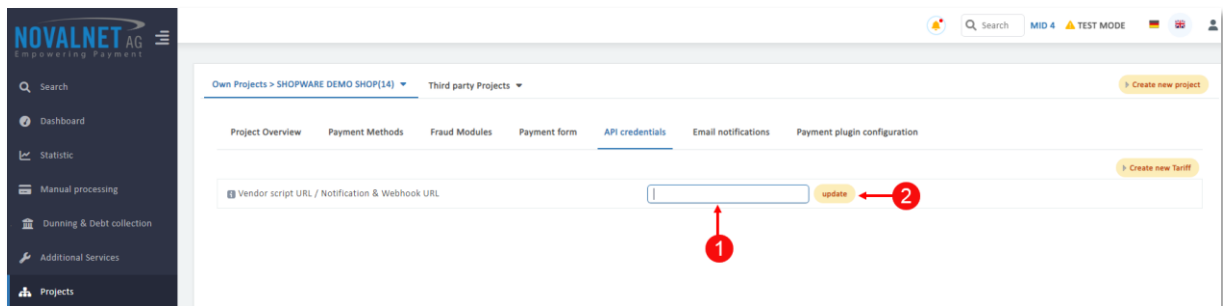 NOVALNET AG
Empowering Payment
Search
MID 4
TEST MODE
Search
Dashboard
Statistic
Manual processing
Dunning & Debt collection
Additional Services
Projects
Own Projects > SHOPWARE DEMO SHOP(14)
Third party Projects
Create new project
Project Overview
Payment Methods
Fraud Modules
Payment form
API credentials
Email notifications
Payment plugin configuration
Create new Tariff
Vendor script URL / Notification & Webhook URL
update
2
1